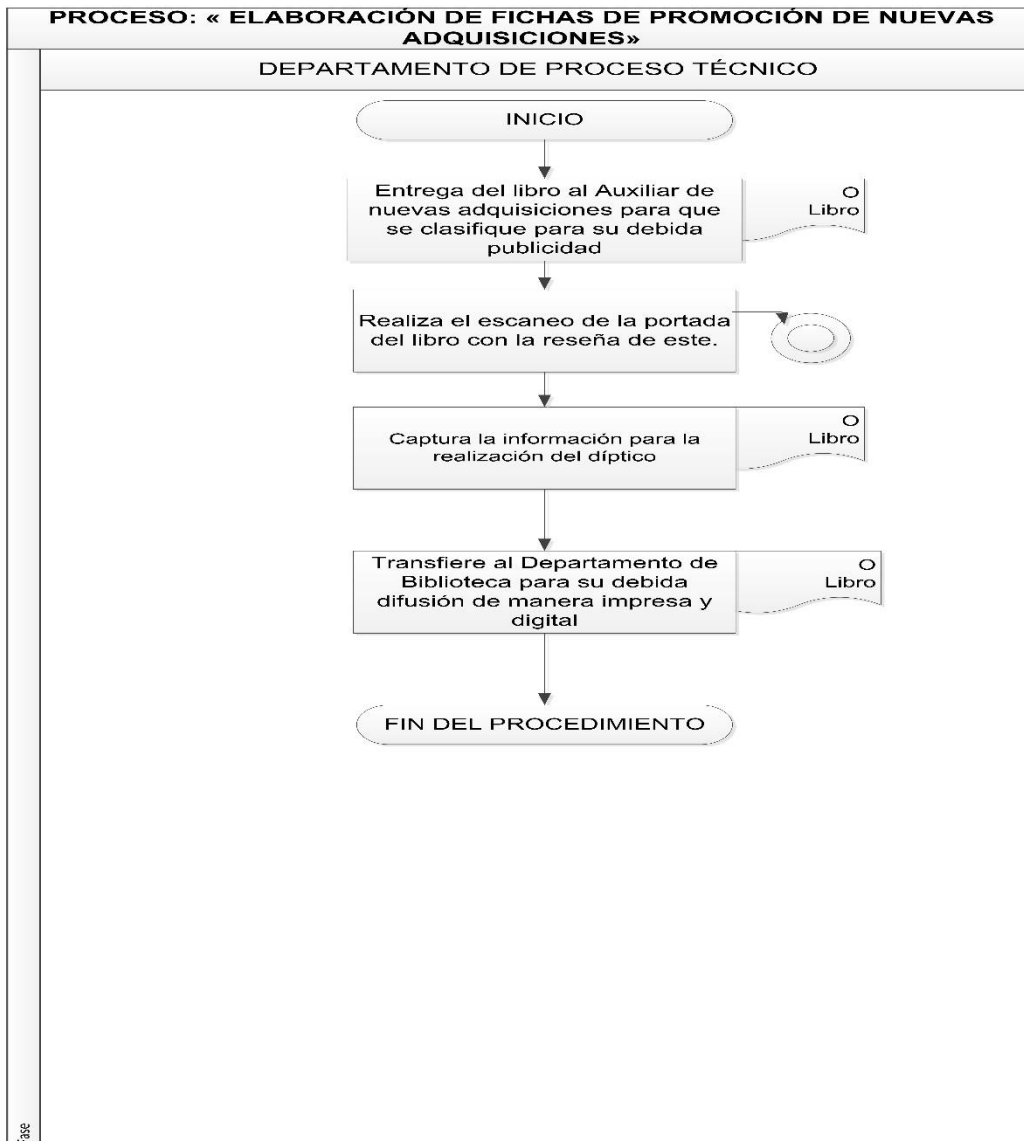 PROCESO: « ELABORACIÓN DE FICHAS DE PROMOCIÓN DE NUEVAS
ADQUISICIONES»
DEPARTAMENTO DE PROCESO TÉCNICO
INICIO
Entrega del libro al Auxiliar de
nuevas adquisiciones para que
se clasifique para su debida
publicidad
O
Libro
Realiza el escaneo de la portada
del libro con la reseña de este.
Captura la información para la
realización del díptico
O
Libro
Transfiere al Departamento de
Biblioteca para su debida
difusión de manera impresa y
digital
O
Libro
FIN DEL PROCEDIMIENTO